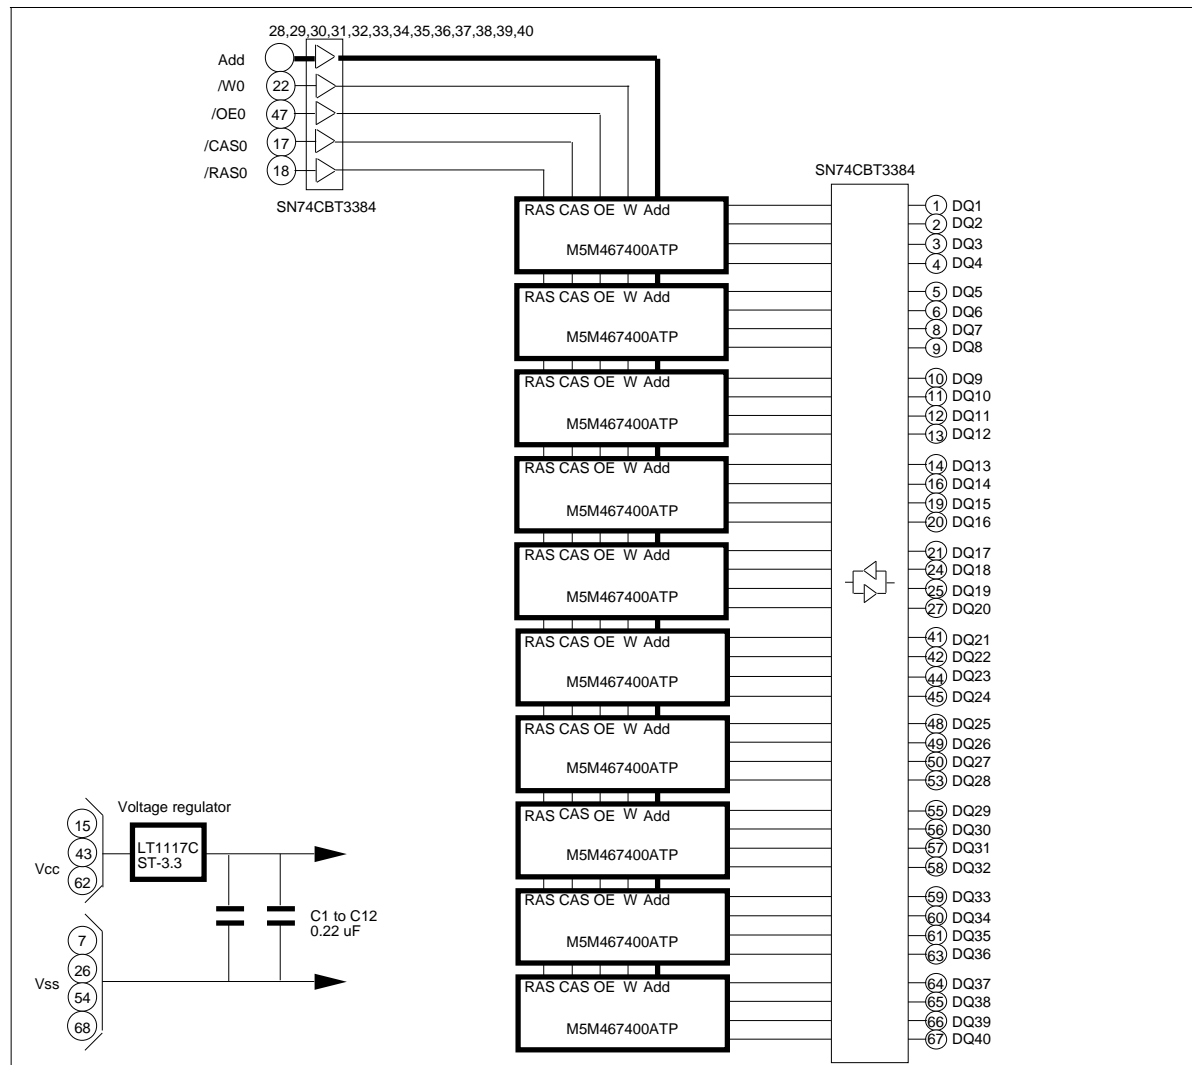 28,29,30,31,32,33,34,35,36,37,38,39,40
Add
/W0 22
/OE0 47
/CAS0 17
/RAS0 18
SN74CBT3384
SN74CBT3384
RAS CAS OE W Add
M5M467400ATP
1 DQ1
2 DQ2
3 DQ3
4 DQ4
RAS CAS OE W Add
M5M467400ATP
5 DQ5
6 DQ6
8 DQ7
9 DQ8
RAS CAS OE W Add
M5M467400ATP
10 DQ9
11 DQ10
12 DQ11
13 DQ12
RAS CAS OE W Add
M5M467400ATP
14 DQ13
16 DQ14
19 DQ15
20 DQ16
RAS CAS OE W Add
M5M467400ATP
21 DQ17
24 DQ18
25 DQ19
27 DQ20
RAS CAS OE W Add
M5M467400ATP
41 DQ21
42 DQ22
44 DQ23
45 DQ24
RAS CAS OE W Add
M5M467400ATP
48 DQ25
49 DQ26
50 DQ27
53 DQ28
RAS CAS OE W Add
M5M467400ATP
55 DQ29
56 DQ30
57 DQ31
58 DQ32
RAS CAS OE W Add
M5M467400ATP
59 DQ33
60 DQ34
61 DQ35
63 DQ36
RAS CAS OE W Add
M5M467400ATP
64 DQ37
65 DQ38
66 DQ39
67 DQ40
Voltage regulator
LT1117C
ST-3.3
Vcc
15
43
62
C1 to C12
0.22 uF
Vss
7
26
54
68